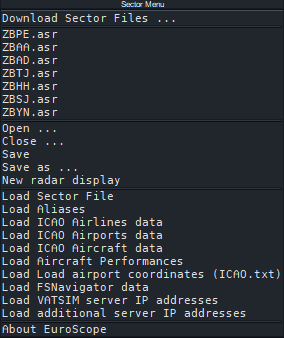 Sector Menu
Download Sector Files ...
ZBPE.asr
ZBAA.asr
ZBAD.asr
ZBTJ.asr
ZBHH.asr
ZBSJ.asr
ZBYN.asr
Open ...
Close ...
Save
Save as ...
New radar display
Load Sector File
Load Aliases
Load ICAO Airlines data
Load ICAO Airports data
Load ICAO Aircraft data
Load Aircraft Performances
Load Load airport coordinates (ICAO.txt)
Load FSNavigator data
Load VATSIM server IP addresses
Load additional server IP addresses
About EuroScope